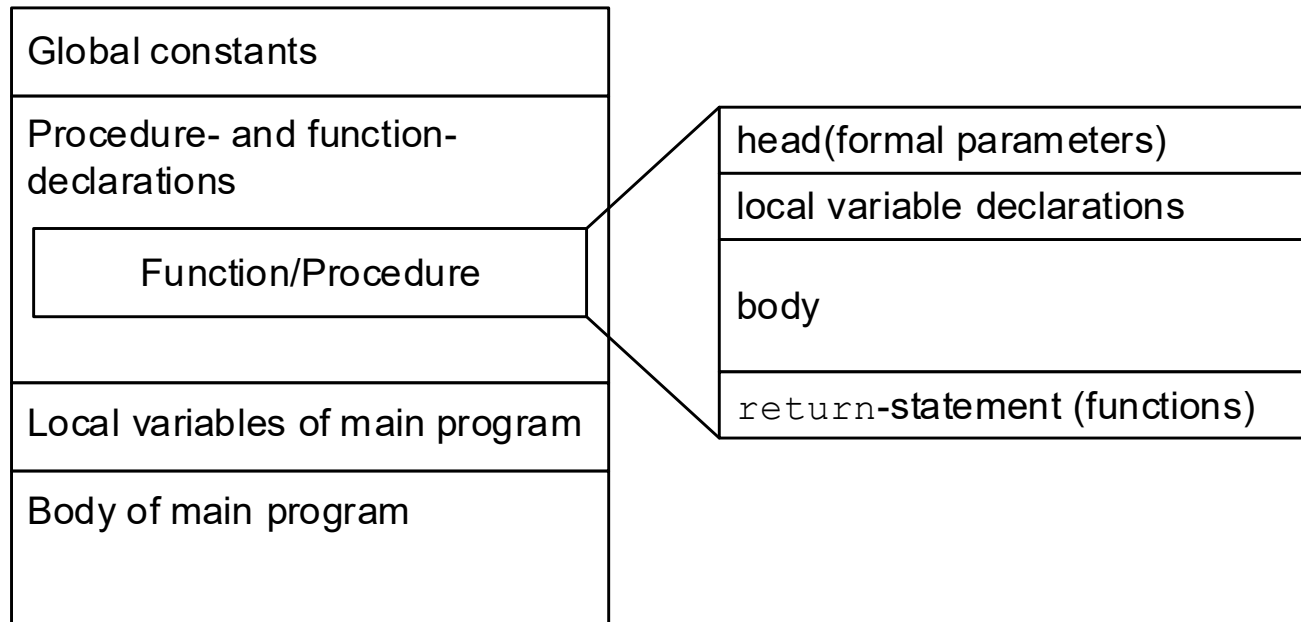 Global constants
Procedure- and function-
declarations
Function/Procedure
Local variables of main program
Body of main program
head(formal parameters)
local variable declarations
body
return-statement (functions)